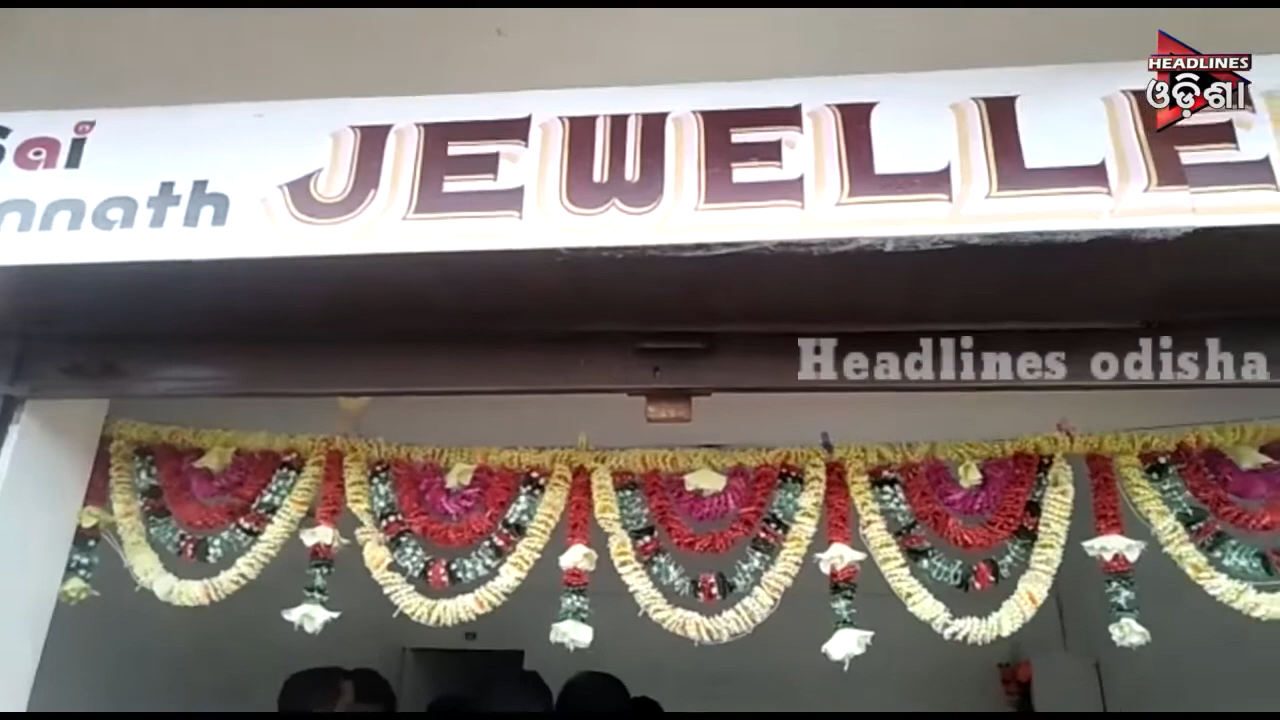 Sai
nnath
JEWELLE
HEADLINES
ଓଡ଼ିଶା
Headlines odisha